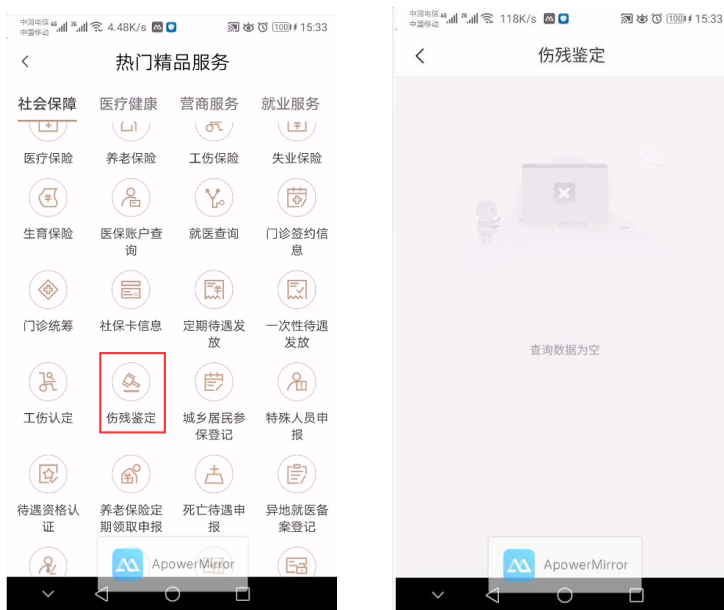 中国电信 4G 2G 4.48K/s 100 15:33
中国移动
热门精品服务
社会保障 医疗健康 营商服务 就业服务
医疗保险 养老保险 工伤保险 失业保险
生育保险 医保账户查 就医查询 门诊签约信
询 息
门诊统筹 社保卡信息 定期待遇发 一次性待遇
放 发放
工伤认定 伤残鉴定 城乡居民参 特殊人员申
保登记 报
待遇资格认 养老保险定 死亡待遇申 异地就医备
证 期领取申报 报 案登记
ApowerMirror
中国电信 4G 2G 118K/s 100 15:33
中国移动
伤残鉴定
查询数据为空
ApowerMirror